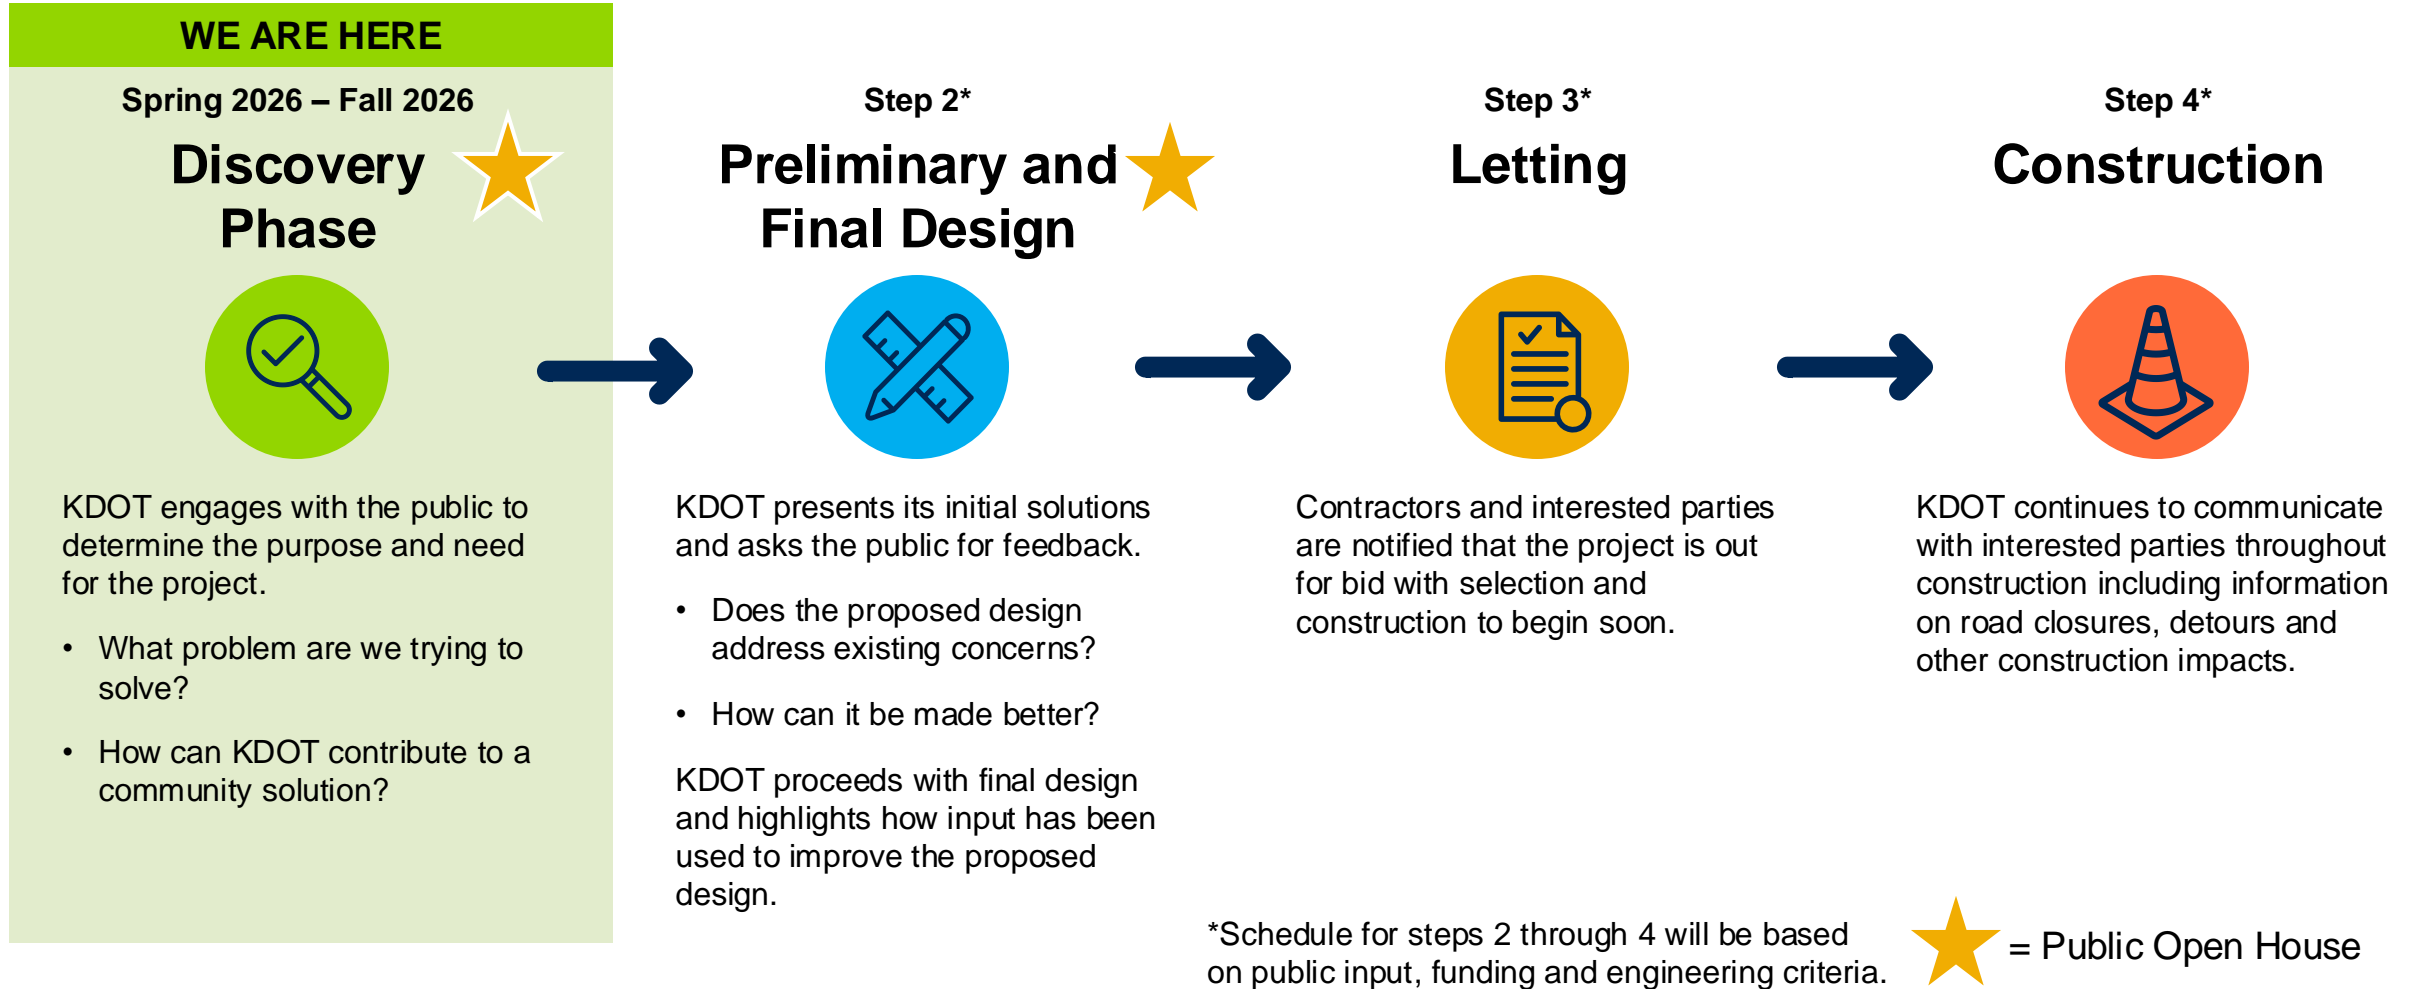 WE ARE HERE
Spring 2026 – Fall 2026
Discovery
Phase
KDOT engages with the public to
determine the purpose and need
for the project.
• What problem are we trying to
solve?
• How can KDOT contribute to a
community solution?
Step 2*
Preliminary and
Final Design
KDOT presents its initial solutions
and asks the public for feedback.
• Does the proposed design
address existing concerns?
• How can it be made better?
KDOT proceeds with final design
and highlights how input has been
used to improve the proposed
design.
Step 3*
Letting
Contractors and interested parties
are notified that the project is out
for bid with selection and
construction to begin soon.
Step 4*
Construction
KDOT continues to communicate
with interested parties throughout
construction including information
on road closures, detours and
other construction impacts.
*Schedule for steps 2 through 4 will be based
on public input, funding and engineering criteria.
= Public Open House